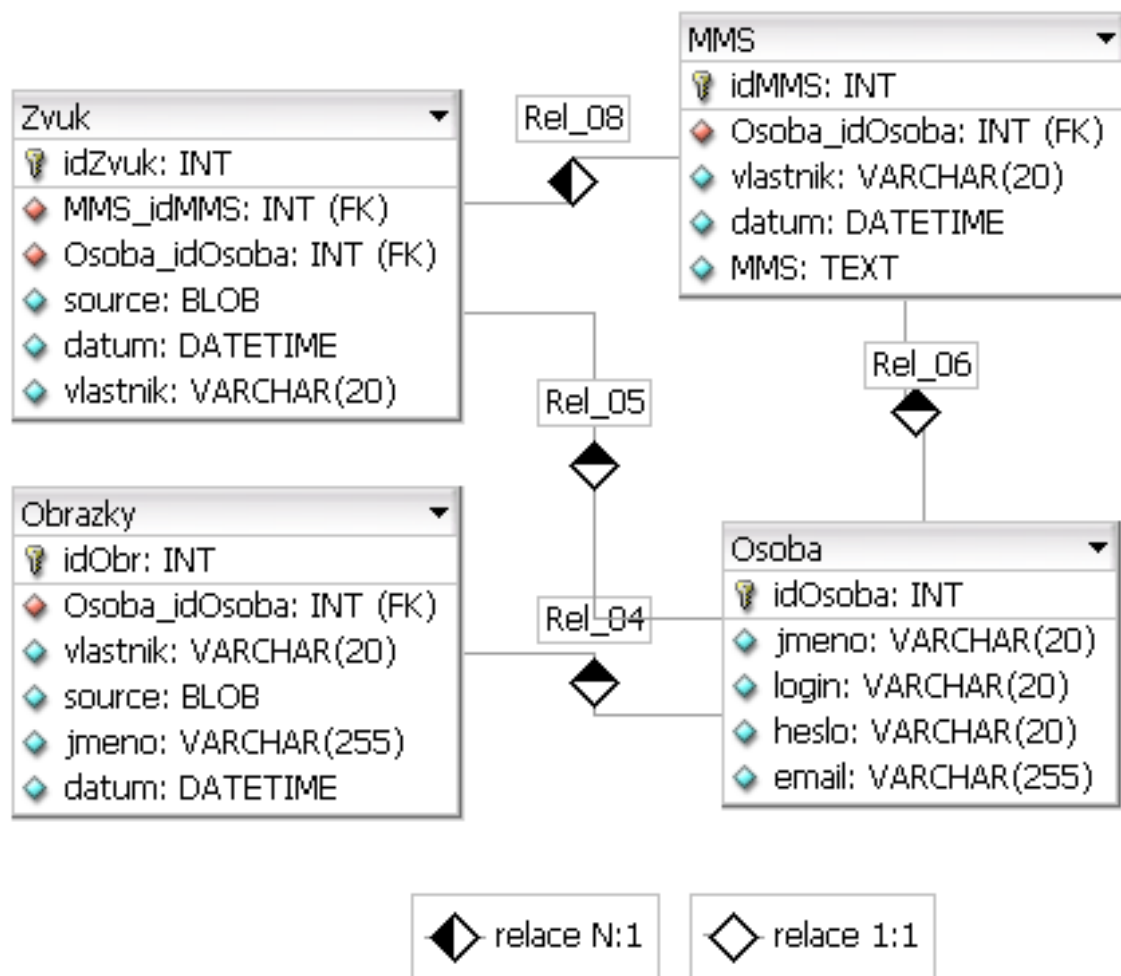 MMS
idMMS: INT
Osoba_idOsoba: INT (FK)
vlastnik: VARCHAR(20)
datum: DATETIME
MMS: TEXT
Rel_08
Zvuk
idZvuk: INT
MMS_idMMS: INT (FK)
Osoba_idOsoba: INT (FK)
source: BLOB
datum: DATETIME
vlastnik: VARCHAR(20)
Rel_06
Rel_05
Obrazky
idObr: INT
Osoba_idOsoba: INT (FK)
vlastnik: VARCHAR(20)
source: BLOB
jmeno: VARCHAR(255)
datum: DATETIME
Rel_04
Osoba
idOsoba: INT
jmeno: VARCHAR(20)
login: VARCHAR(20)
heslo: VARCHAR(20)
email: VARCHAR(255)
relace N:1
relace 1:1